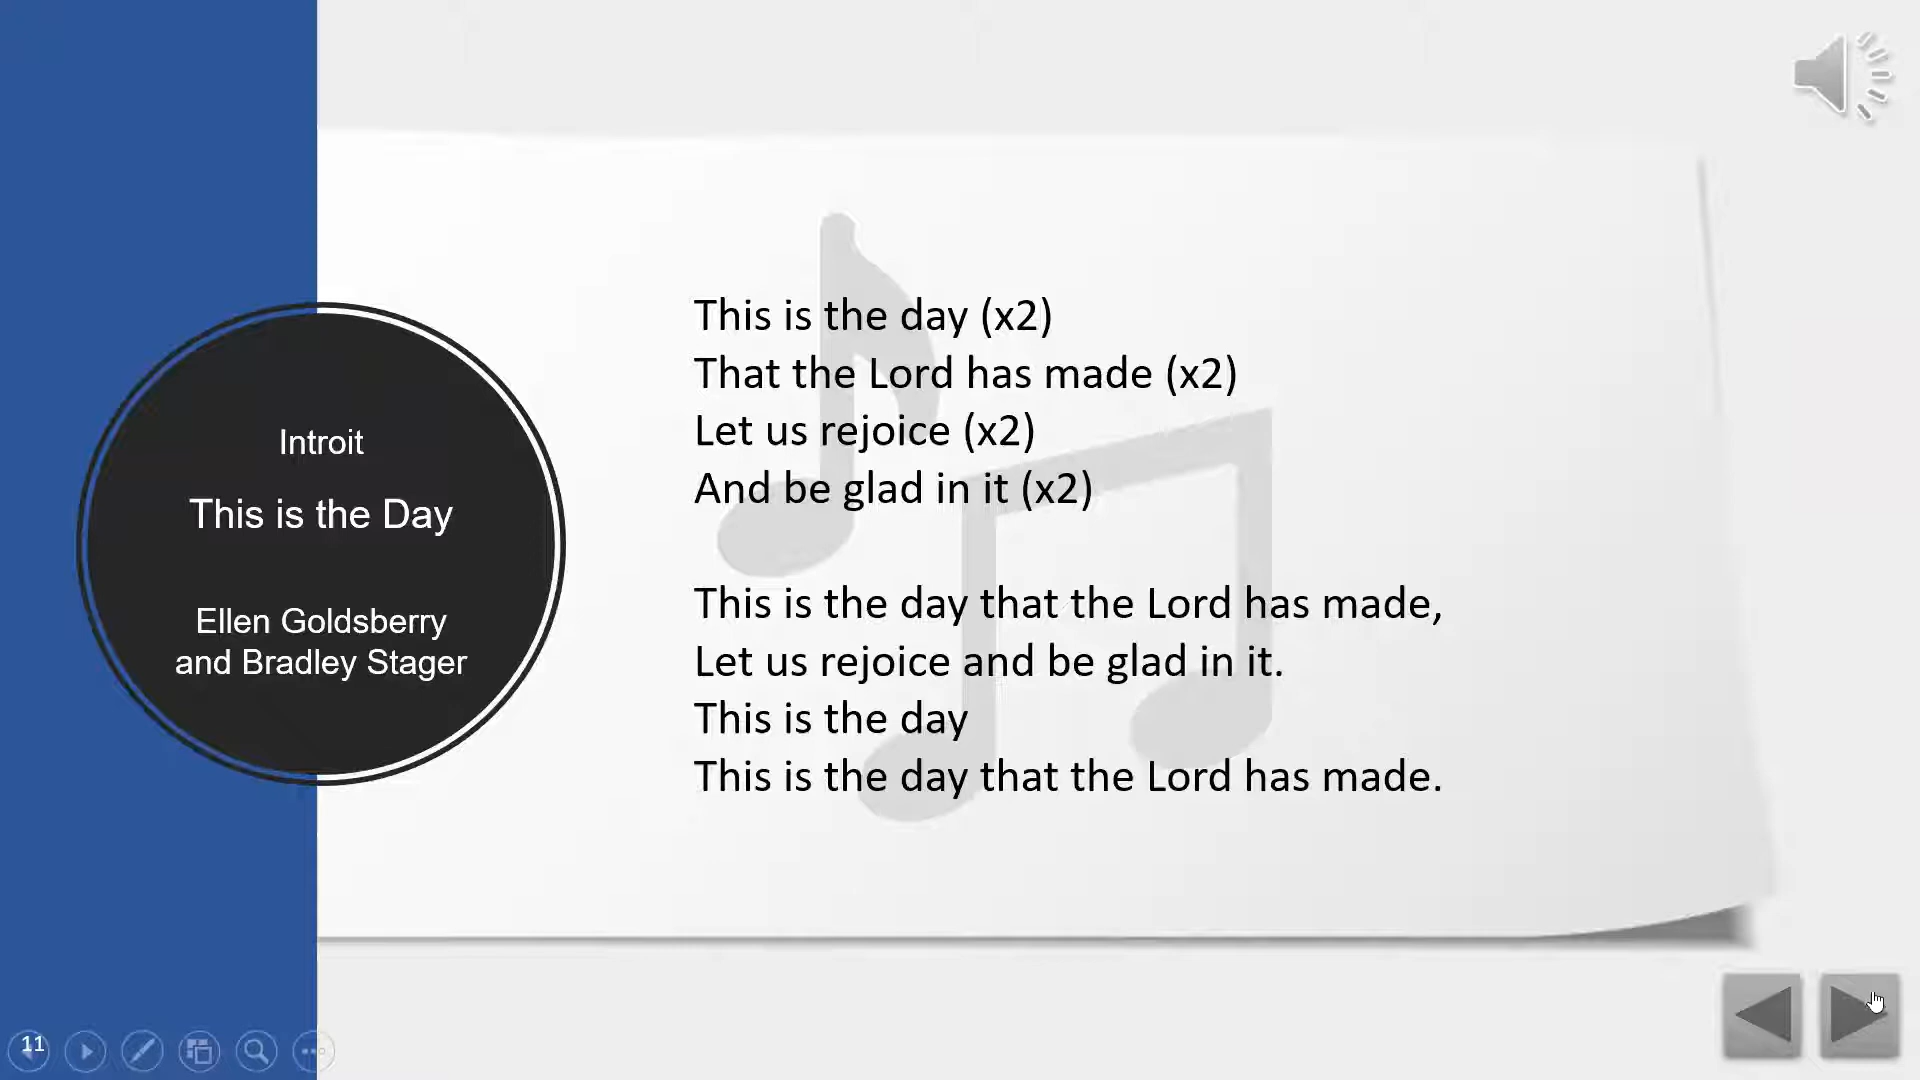 Introit
This is the Day
Ellen Goldsberry
and Bradley Stager
This is the day (x2)
That the Lord has made (x2)
Let us rejoice (x2)
And be glad in it (x2)
This is the day that the Lord has made,
Let us rejoice and be glad in it.
This is the day
This is the day that the Lord has made.
11